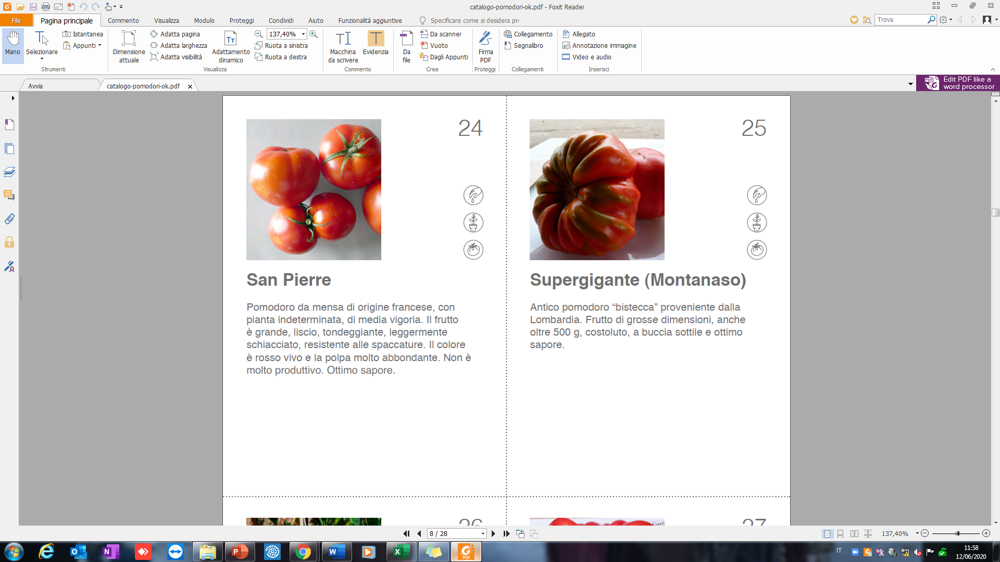 catalogo-pomodori-ok.pdf - Foxit Reader
File
Pagina principale
Commento
Visualizza
Modulo
Proteggi
Condividi
Aiuto
Funzionalità aggiuntive
Specificare come si desidera pr
Trova
Mano
Selezionare
Istantanea
Appunti
Strumenti
Dimensione
attuale
Adatta pagina
Adatta larghezza
Adatta visibilità
Adattamento
dinamico
137,40%
Ruota a sinistra
Ruota a destra
Visualizza
Macchina
da scrivere
Evidenzia
Commento
Da
file
Da scanner
Vuoto
Dagli Appunti
Crea
Firma
PDF
Proteggi
Collegamento
Segnalibro
Collegamenti
Allegato
Annotazione immagine
Video e audio
Inserisci
Avvia
catalogo-pomodori-ok.pdf
Edit PDF like a
word processor
24
San Pierre
Pomodoro da mensa di origine francese, con
pianta indeterminata, di media vigoria. Il frutto
è grande, liscio, tondeggiante, leggermente
schiacciato, resistente alle spaccature. Il colore
è rosso vivo e la polpa molto abbondante. Non è
molto produttivo. Ottimo sapore.
25
Supergigante (Montanaso)
Antico pomodoro “bistecca” proveniente dalla
Lombardia. Frutto di grosse dimensioni, anche
oltre 500 g, costoluto, a buccia sottile e ottimo
sapore.
26
27
8 / 28
137,40%
IT
11:58
12/06/2020